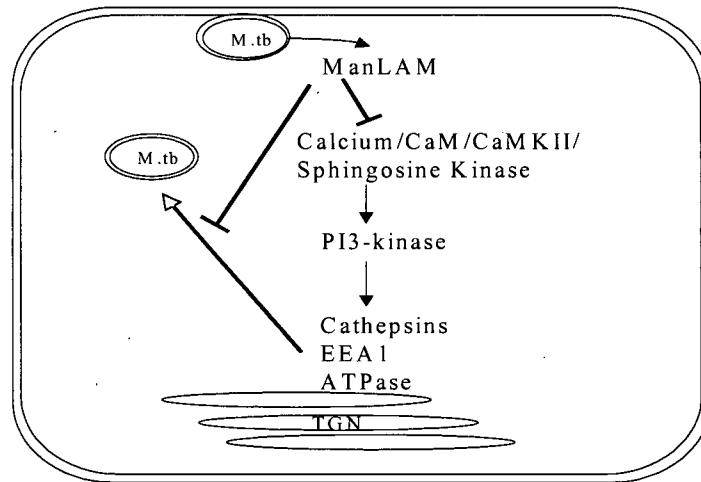 M.tb
ManLAM
M.tb
Calcium/CaM/CaMKII/
Sphingosine Kinase
PI3-kinase
Cathepsins
EEA1
ATPase
TGN